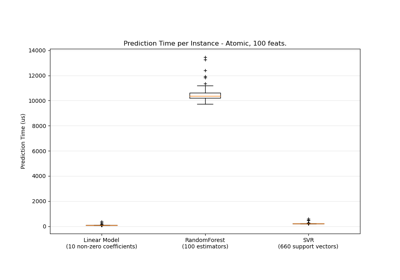 Prediction Time per Instance - Atomic, 100 feats.
14000
12000
10000
8000
6000
4000
2000
0
Prediction Time (us)
Linear Model
(10 non-zero coefficients)
RandomForest
(100 estimators)
SVR
(660 support vectors)